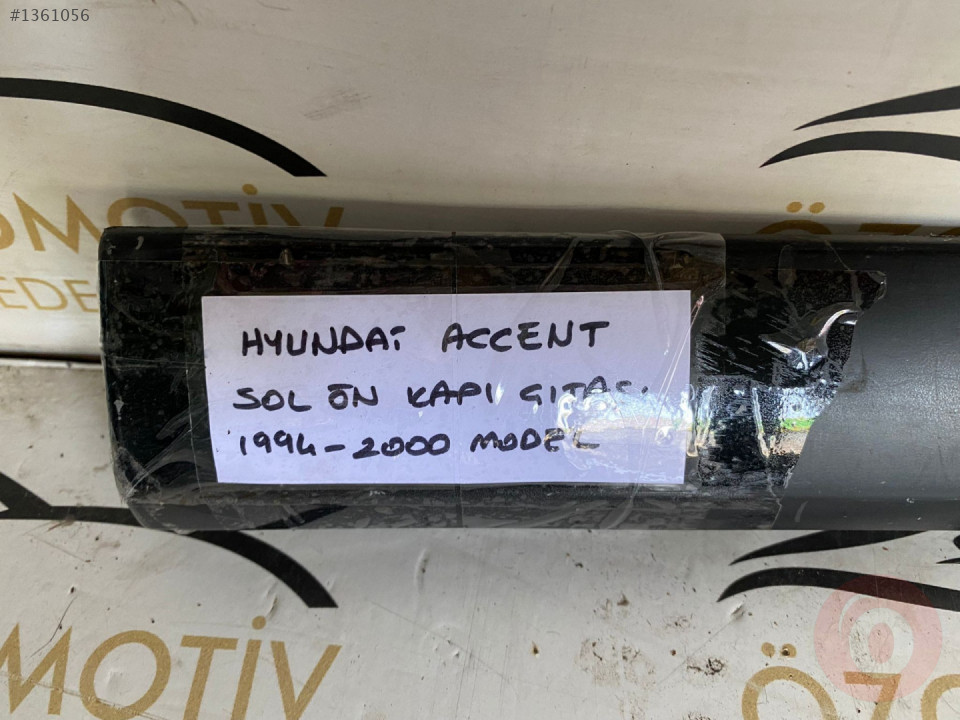 #1361056
OMOTİV
EDE
HYUNDAİ ACCENT
SOL ÖN KAPI ÇITASI
1994-2000 MODEL
MOTİV